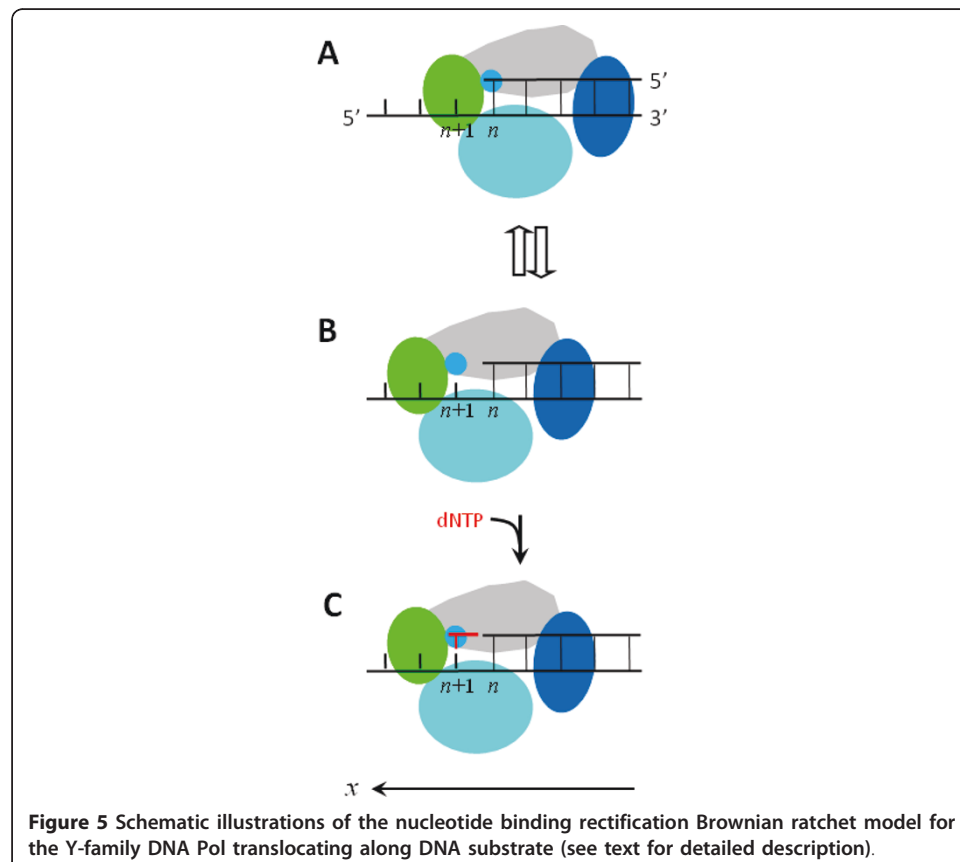 A
5′
5′
3′
n+1 n
B
n+1 n
dNTP
C
n+1 n
x
Figure 5 Schematic illustrations of the nucleotide binding rectification Brownian ratchet model for
the Y-family DNA Pol translocating along DNA substrate (see text for detailed description).